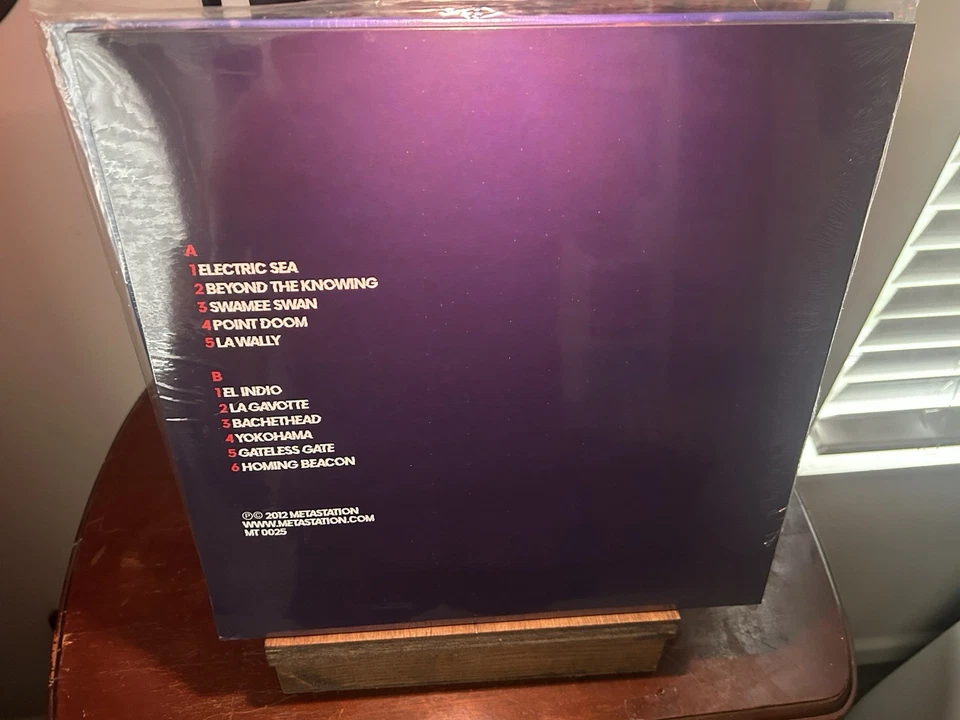 A
1 ELECTRIC SEA
2 BEYOND THE KNOWING
3 SWAMEE SWAN
4 POINT DOOM
5 LA WALLY
B
1 EL INDIO
2 LA GAVOTTE
3 BACHETHEAD
4 YOKOHAMA
5 GATELESS GATE
6 HOMING BEACON
℗© 2012 METASTATION
WWW.METASTATION.COM
MT 0025